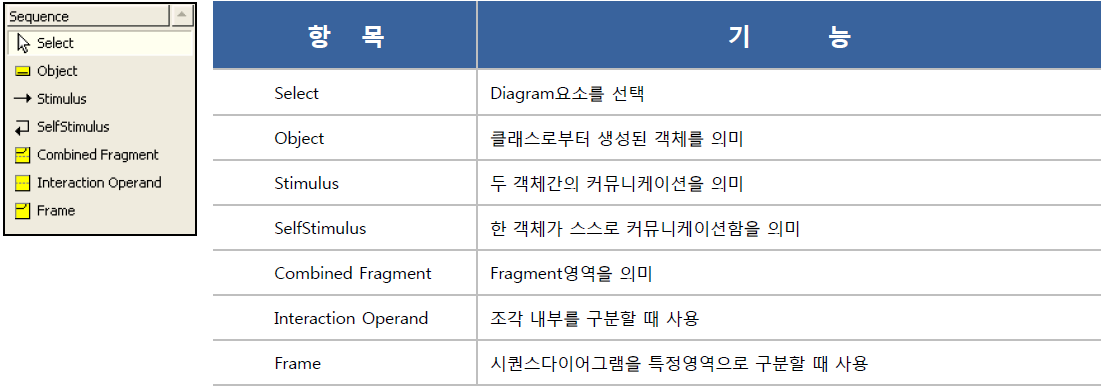 Sequence
Select
Object
Stimulus
SelfStimulus
Combined Fragment
Interaction Operand
Frame
항 목 기 능
Select Diagram요소를 선택
Object 클래스로부터 생성된 객체를 의미
Stimulus 두 객체간의 커뮤니케이션을 의미
SelfStimulus 한 객체가 스스로 커뮤니케이션함을 의미
Combined Fragment Fragment영역을 의미
Interaction Operand 조각 내부를 구분할 때 사용
Frame 시퀀스다이어그램을 특정영역으로 구분할 때 사용